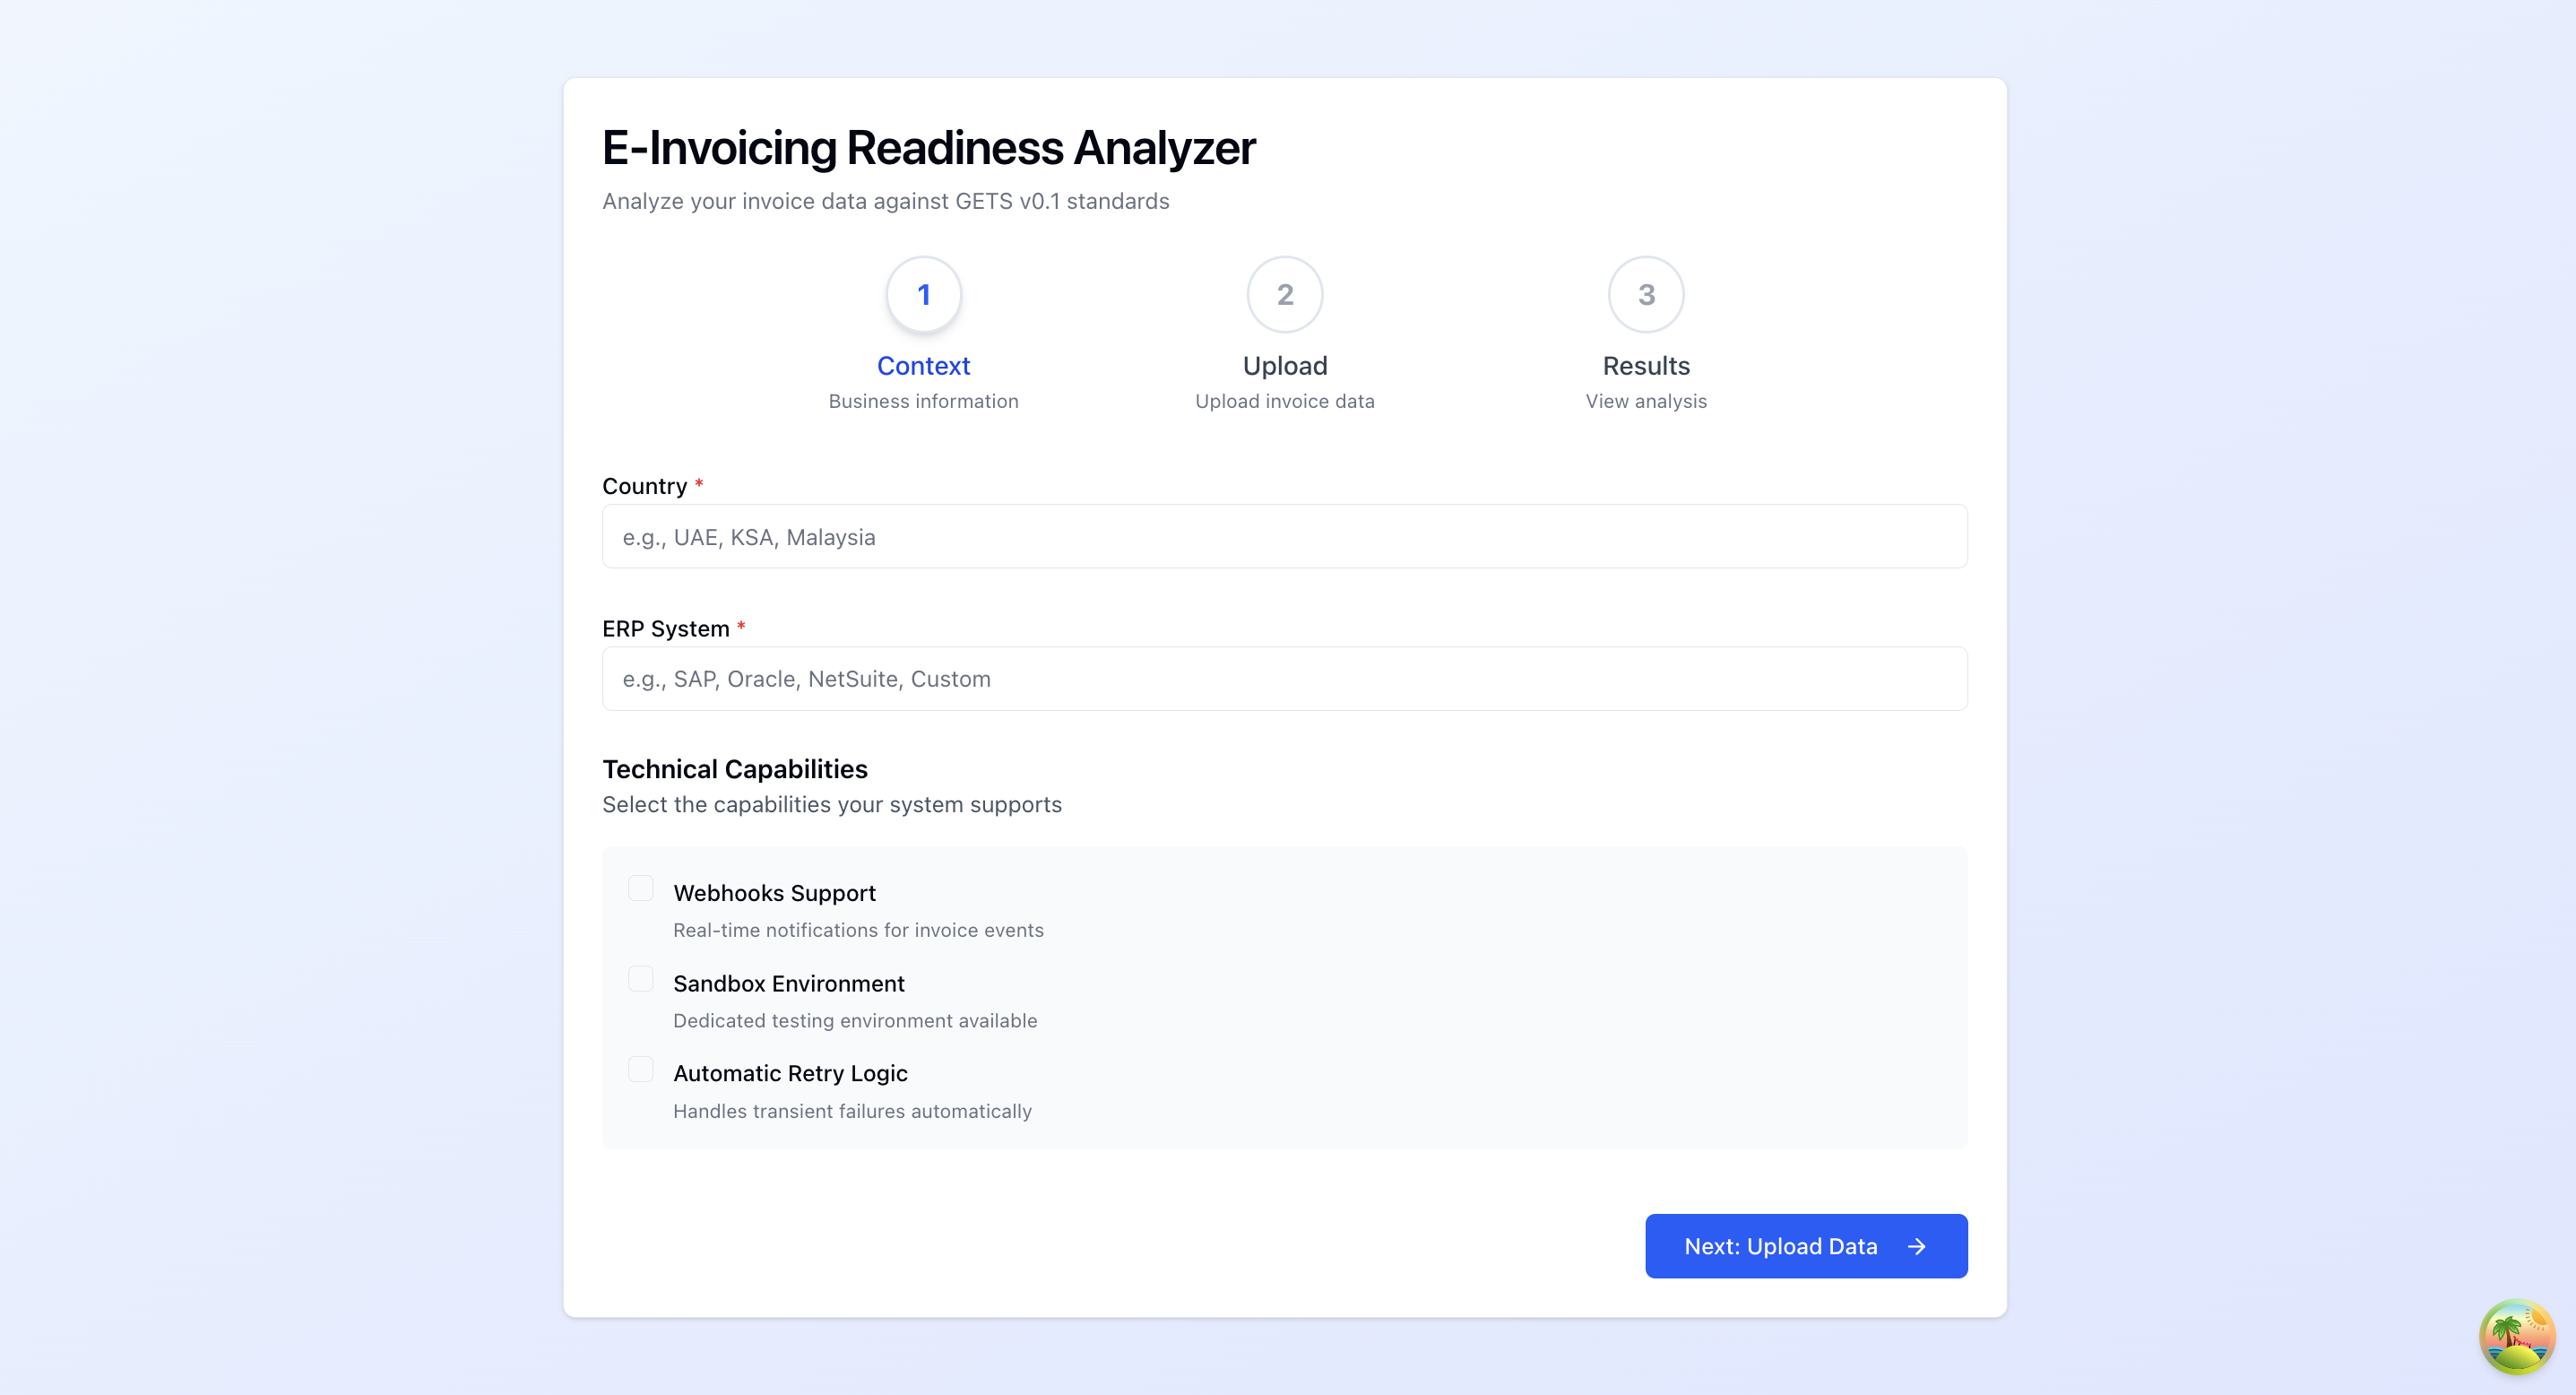 E-Invoicing Readiness Analyzer
Analyze your invoice data against GETS v0.1 standards
1
2
3
Context
Upload
Results
Business information
Upload invoice data
View analysis
Country *
e.g., UAE, KSA, Malaysia
ERP System *
e.g., SAP, Oracle, NetSuite, Custom
Technical Capabilities
Select the capabilities your system supports
Webhooks Support
Real-time notifications for invoice events
Sandbox Environment
Dedicated testing environment available
Automatic Retry Logic
Handles transient failures automatically
Next: Upload Data →